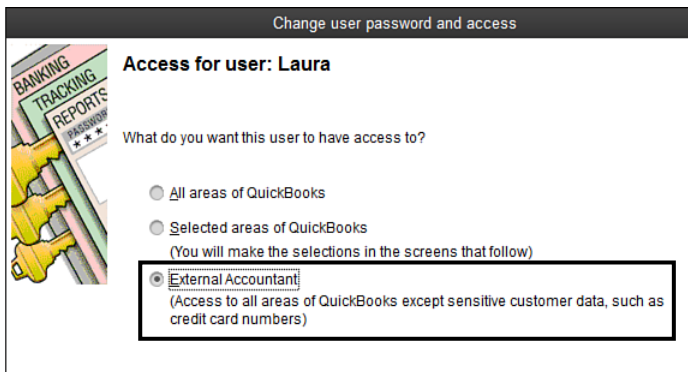 Change user password and access
BANKING
TRACKING
REPORTS
PASSWORD
****
Access for user: Laura
What do you want this user to have access to?
All areas of QuickBooks
Selected areas of QuickBooks
(You will make the selections in the screens that follow)
External Accountant
(Access to all areas of QuickBooks except sensitive customer data, such as
credit card numbers)